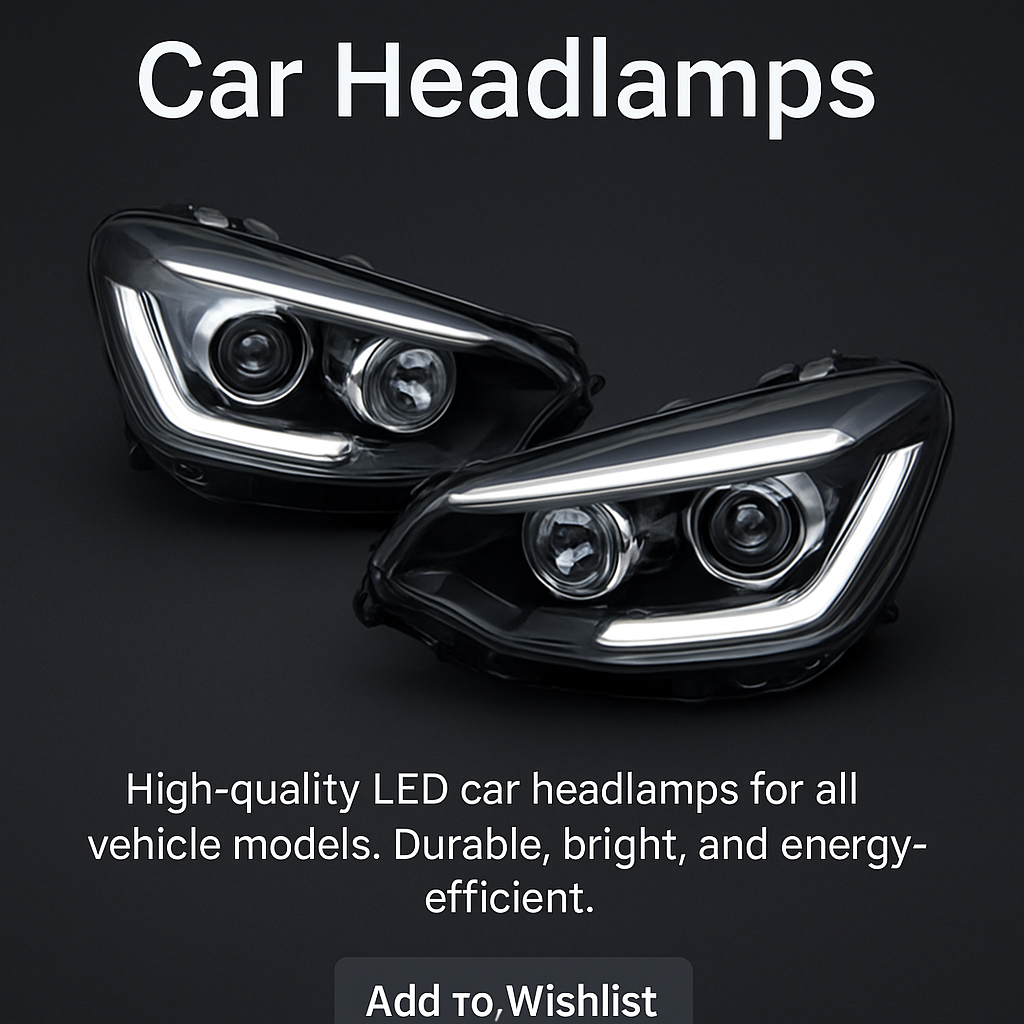 Car Headlamps
High-quality LED car headlamps for all
vehicle models. Durable, bright, and energy-
efficient.
Add тo,Wishlist